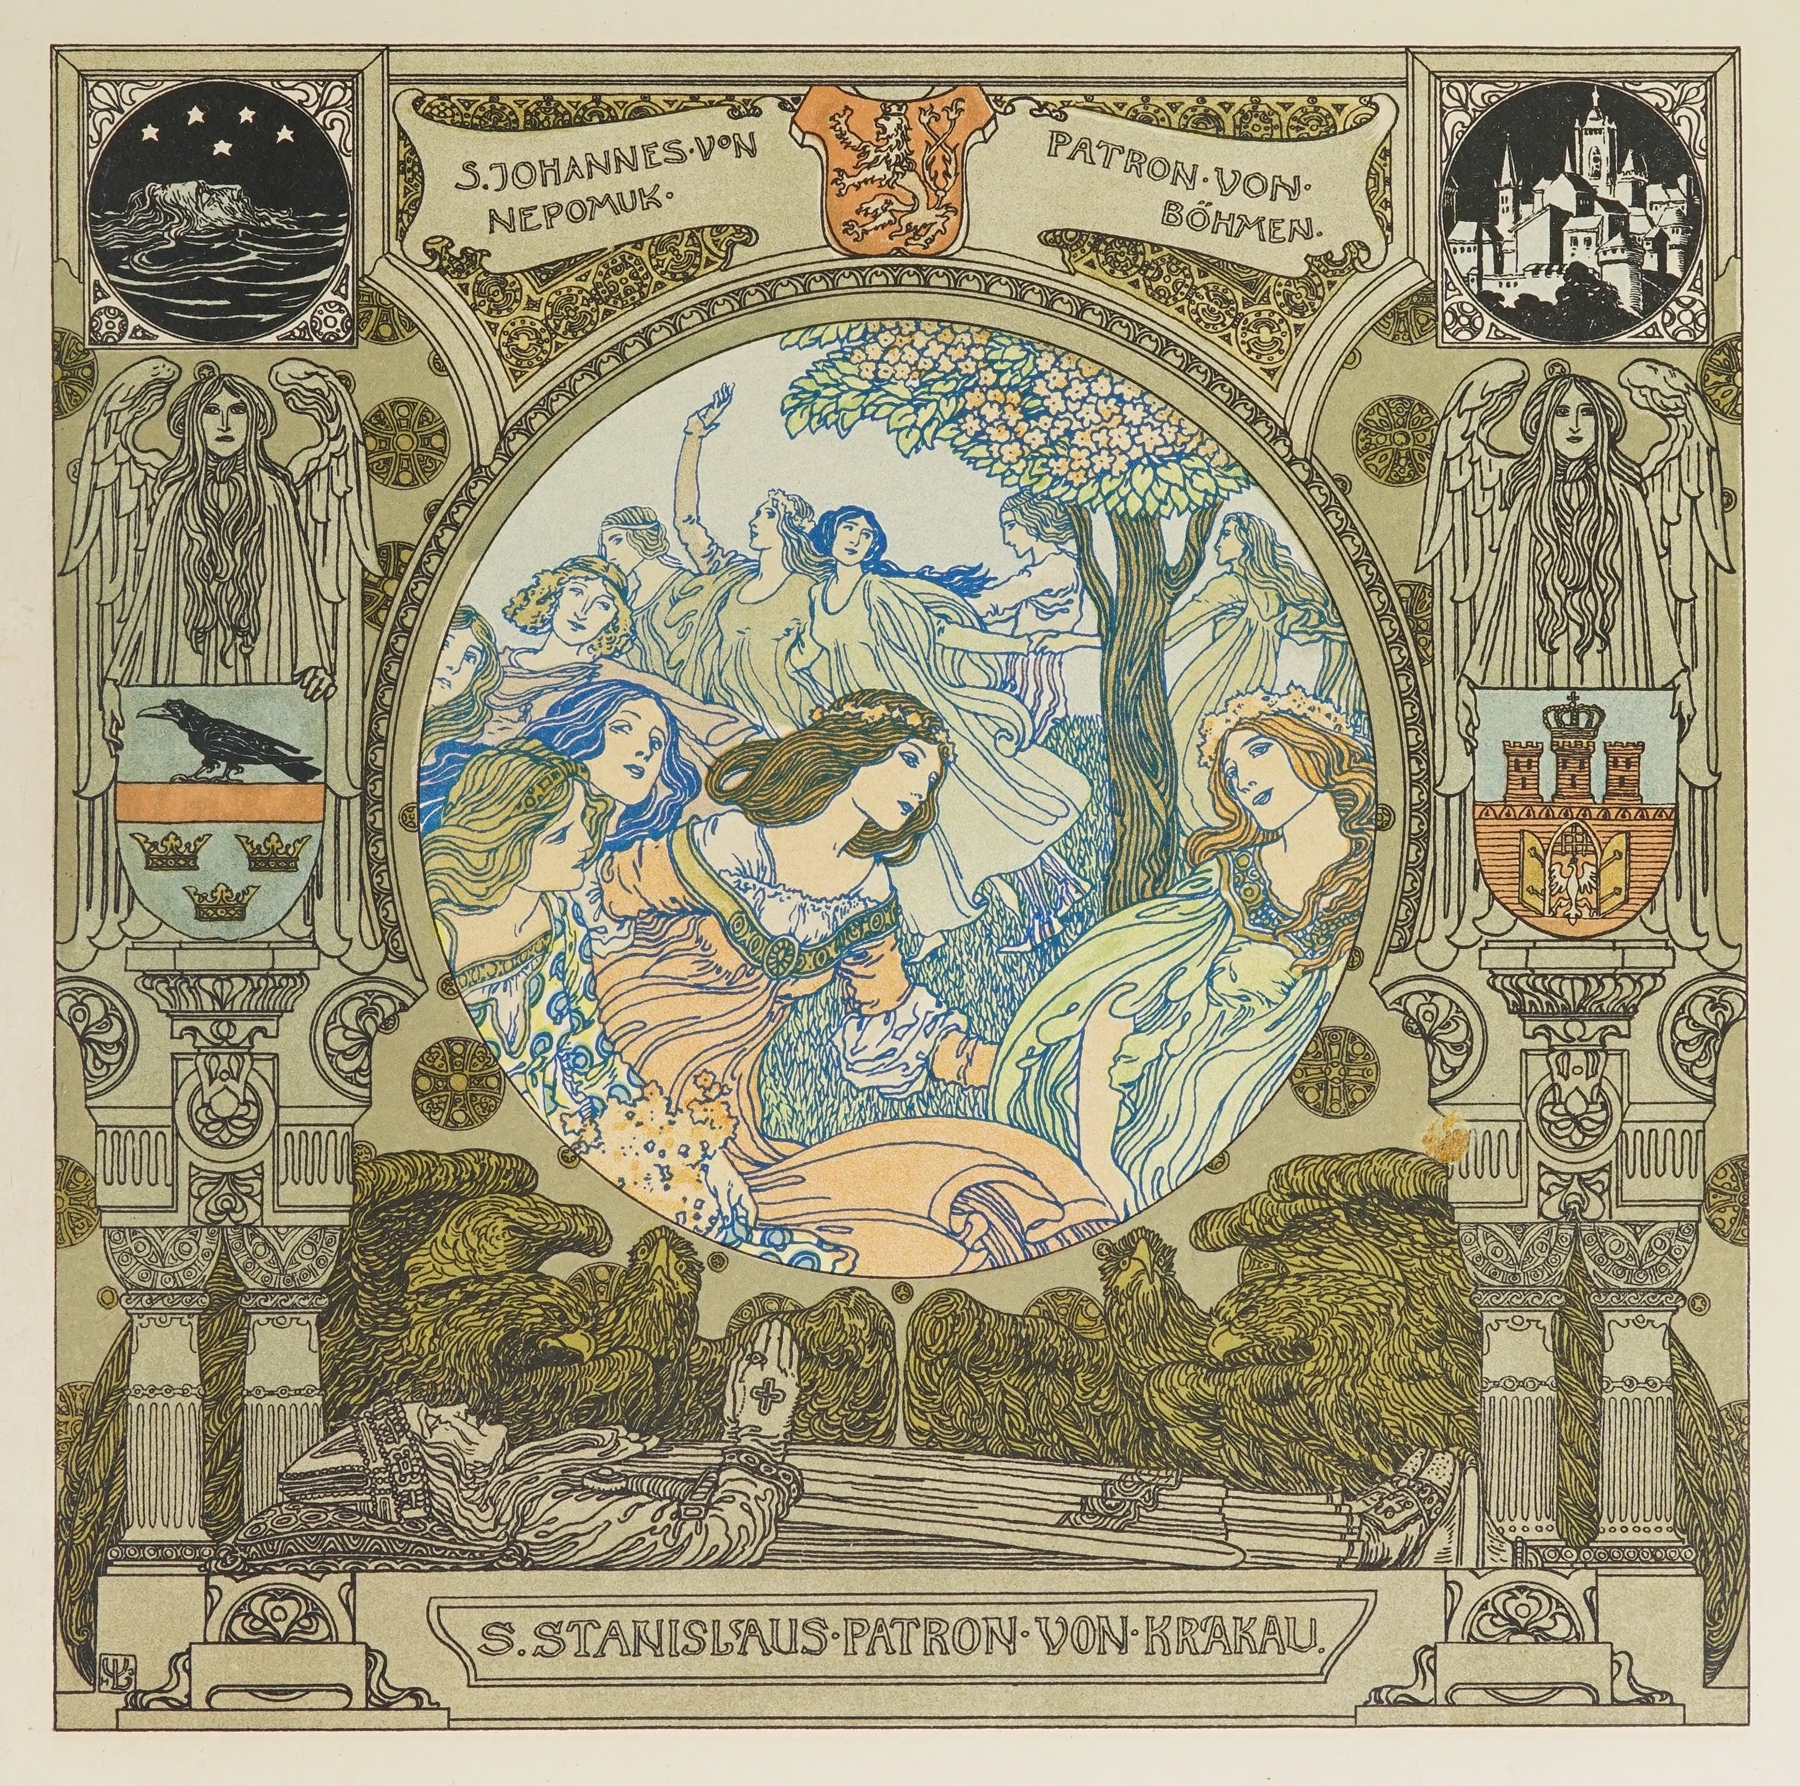 S. JOHANNES · VON
NEPOMUK ·
PATRON · VON ·
BÖHMEN.
S. STANISLAUS · PATRON · VON · KRAKAU.